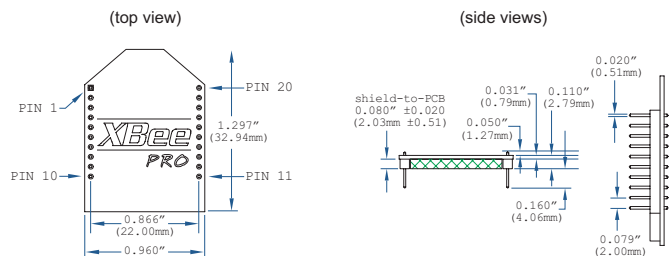 (top view)
(side views)
PIN 1
PIN 20
XBee
PRO
PIN 10
PIN 11
1.297″
(32.94mm)
0.866″
(22.00mm)
0.960″
shield-to-PCB
0.080″ ±0.020
(2.03mm ±0.51)
0.050″
(1.27mm)
0.031″
(0.79mm)
0.110″
(2.79mm)
0.160″
(4.06mm)
0.020″
(0.51mm)
0.079″
(2.00mm)